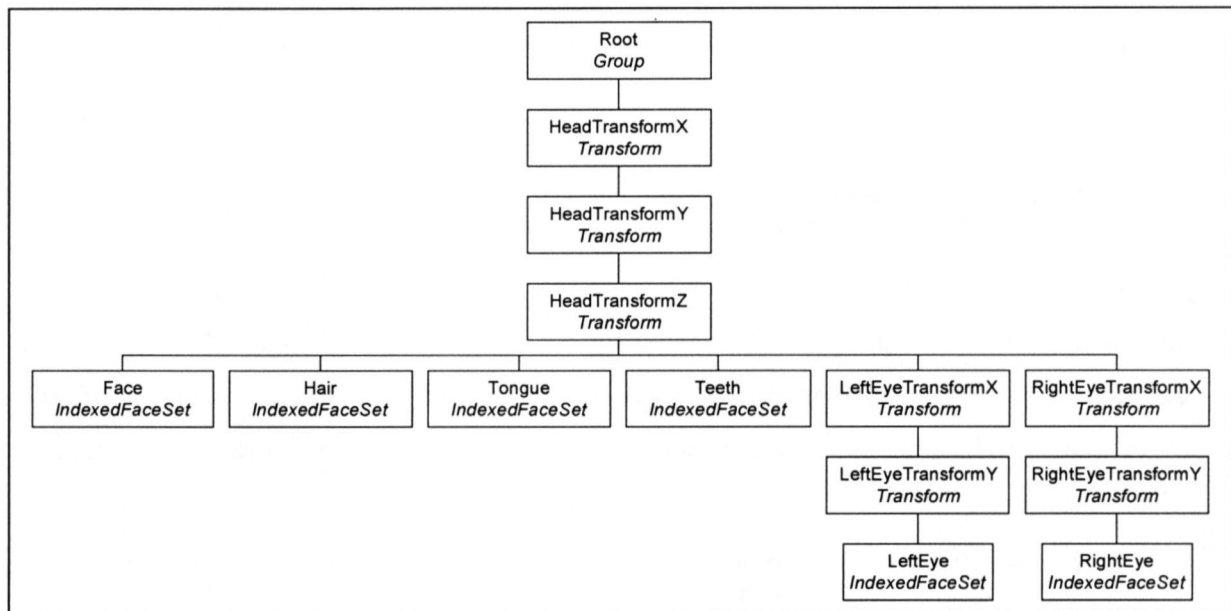 Root
Group
HeadTransformX
Transform
HeadTransformY
Transform
HeadTransformZ
Transform
Face
IndexedFaceSet
Hair
IndexedFaceSet
Tongue
IndexedFaceSet
Teeth
IndexedFaceSet
LeftEyeTransformX
Transform
RightEyeTransformX
Transform
LeftEyeTransformY
Transform
RightEyeTransformY
Transform
LeftEye
IndexedFaceSet
RightEye
IndexedFaceSet